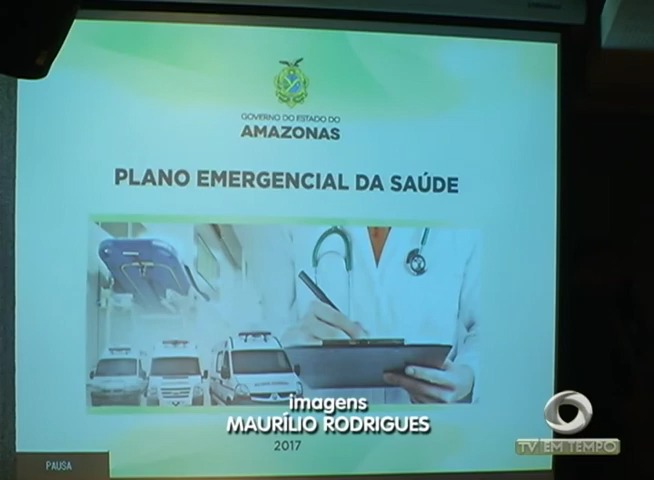 GOVERNO DO ESTADO DO
AMAZONAS
PLANO EMERGENCIAL DA SAÚDE
imagens
MAURÍLIO RODRIGUES
2017
TV EM TEMPO
PAUSA